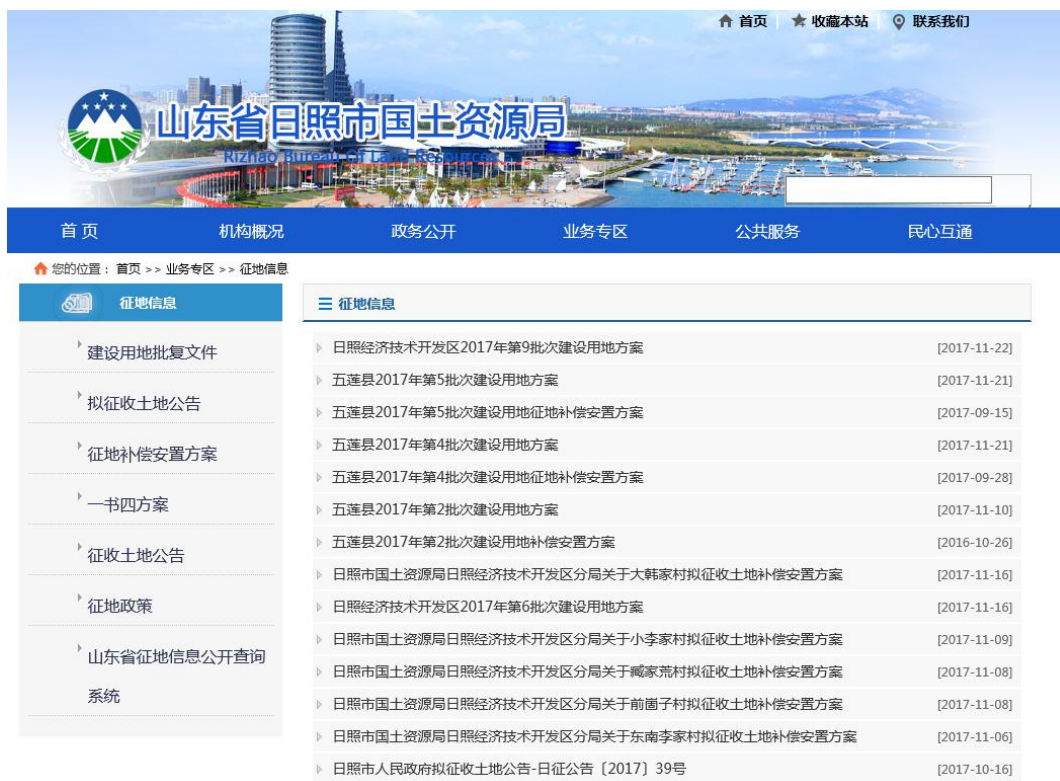 首页 收藏本站 联系我们
山东省日照市国土资源局
Rizhao Bureau Of Land Resources
首页 机构概况 政务公开 业务专区 公共服务 民心互通
您的位置：首页 >> 业务专区 >> 征地信息
征地信息
建设用地批复文件
拟征收土地公告
征地补偿安置方案
一书四方案
征收土地公告
征地政策
山东省征地信息公开查询
系统
征地信息
日照经济技术开发区2017年第9批次建设用地方案 [2017-11-22]
五莲县2017年第5批次建设用地方案 [2017-11-21]
五莲县2017年第5批次建设用地征地补偿安置方案 [2017-09-15]
五莲县2017年第4批次建设用地方案 [2017-11-21]
五莲县2017年第4批次建设用地征地补偿安置方案 [2017-09-28]
五莲县2017年第2批次建设用地方案 [2017-11-10]
五莲县2017年第2批次建设用地补偿安置方案 [2016-10-26]
日照市国土资源局日照经济技术开发区分局关于大韩家村拟征收土地补偿安置方案 [2017-11-16]
日照经济技术开发区2017年第6批次建设用地方案 [2017-11-16]
日照市国土资源局日照经济技术开发区分局关于小李家村拟征收土地补偿安置方案 [2017-11-09]
日照市国土资源局日照经济技术开发区分局关于臧家荒村拟征收土地补偿安置方案 [2017-11-08]
日照市国土资源局日照经济技术开发区分局关于前崮子村拟征收土地补偿安置方案 [2017-11-08]
日照市国土资源局日照经济技术开发区分局关于东南李家村拟征收土地补偿安置方案 [2017-11-06]
日照市人民政府拟征收土地公告-日征公告〔2017〕39号 [2017-10-16]